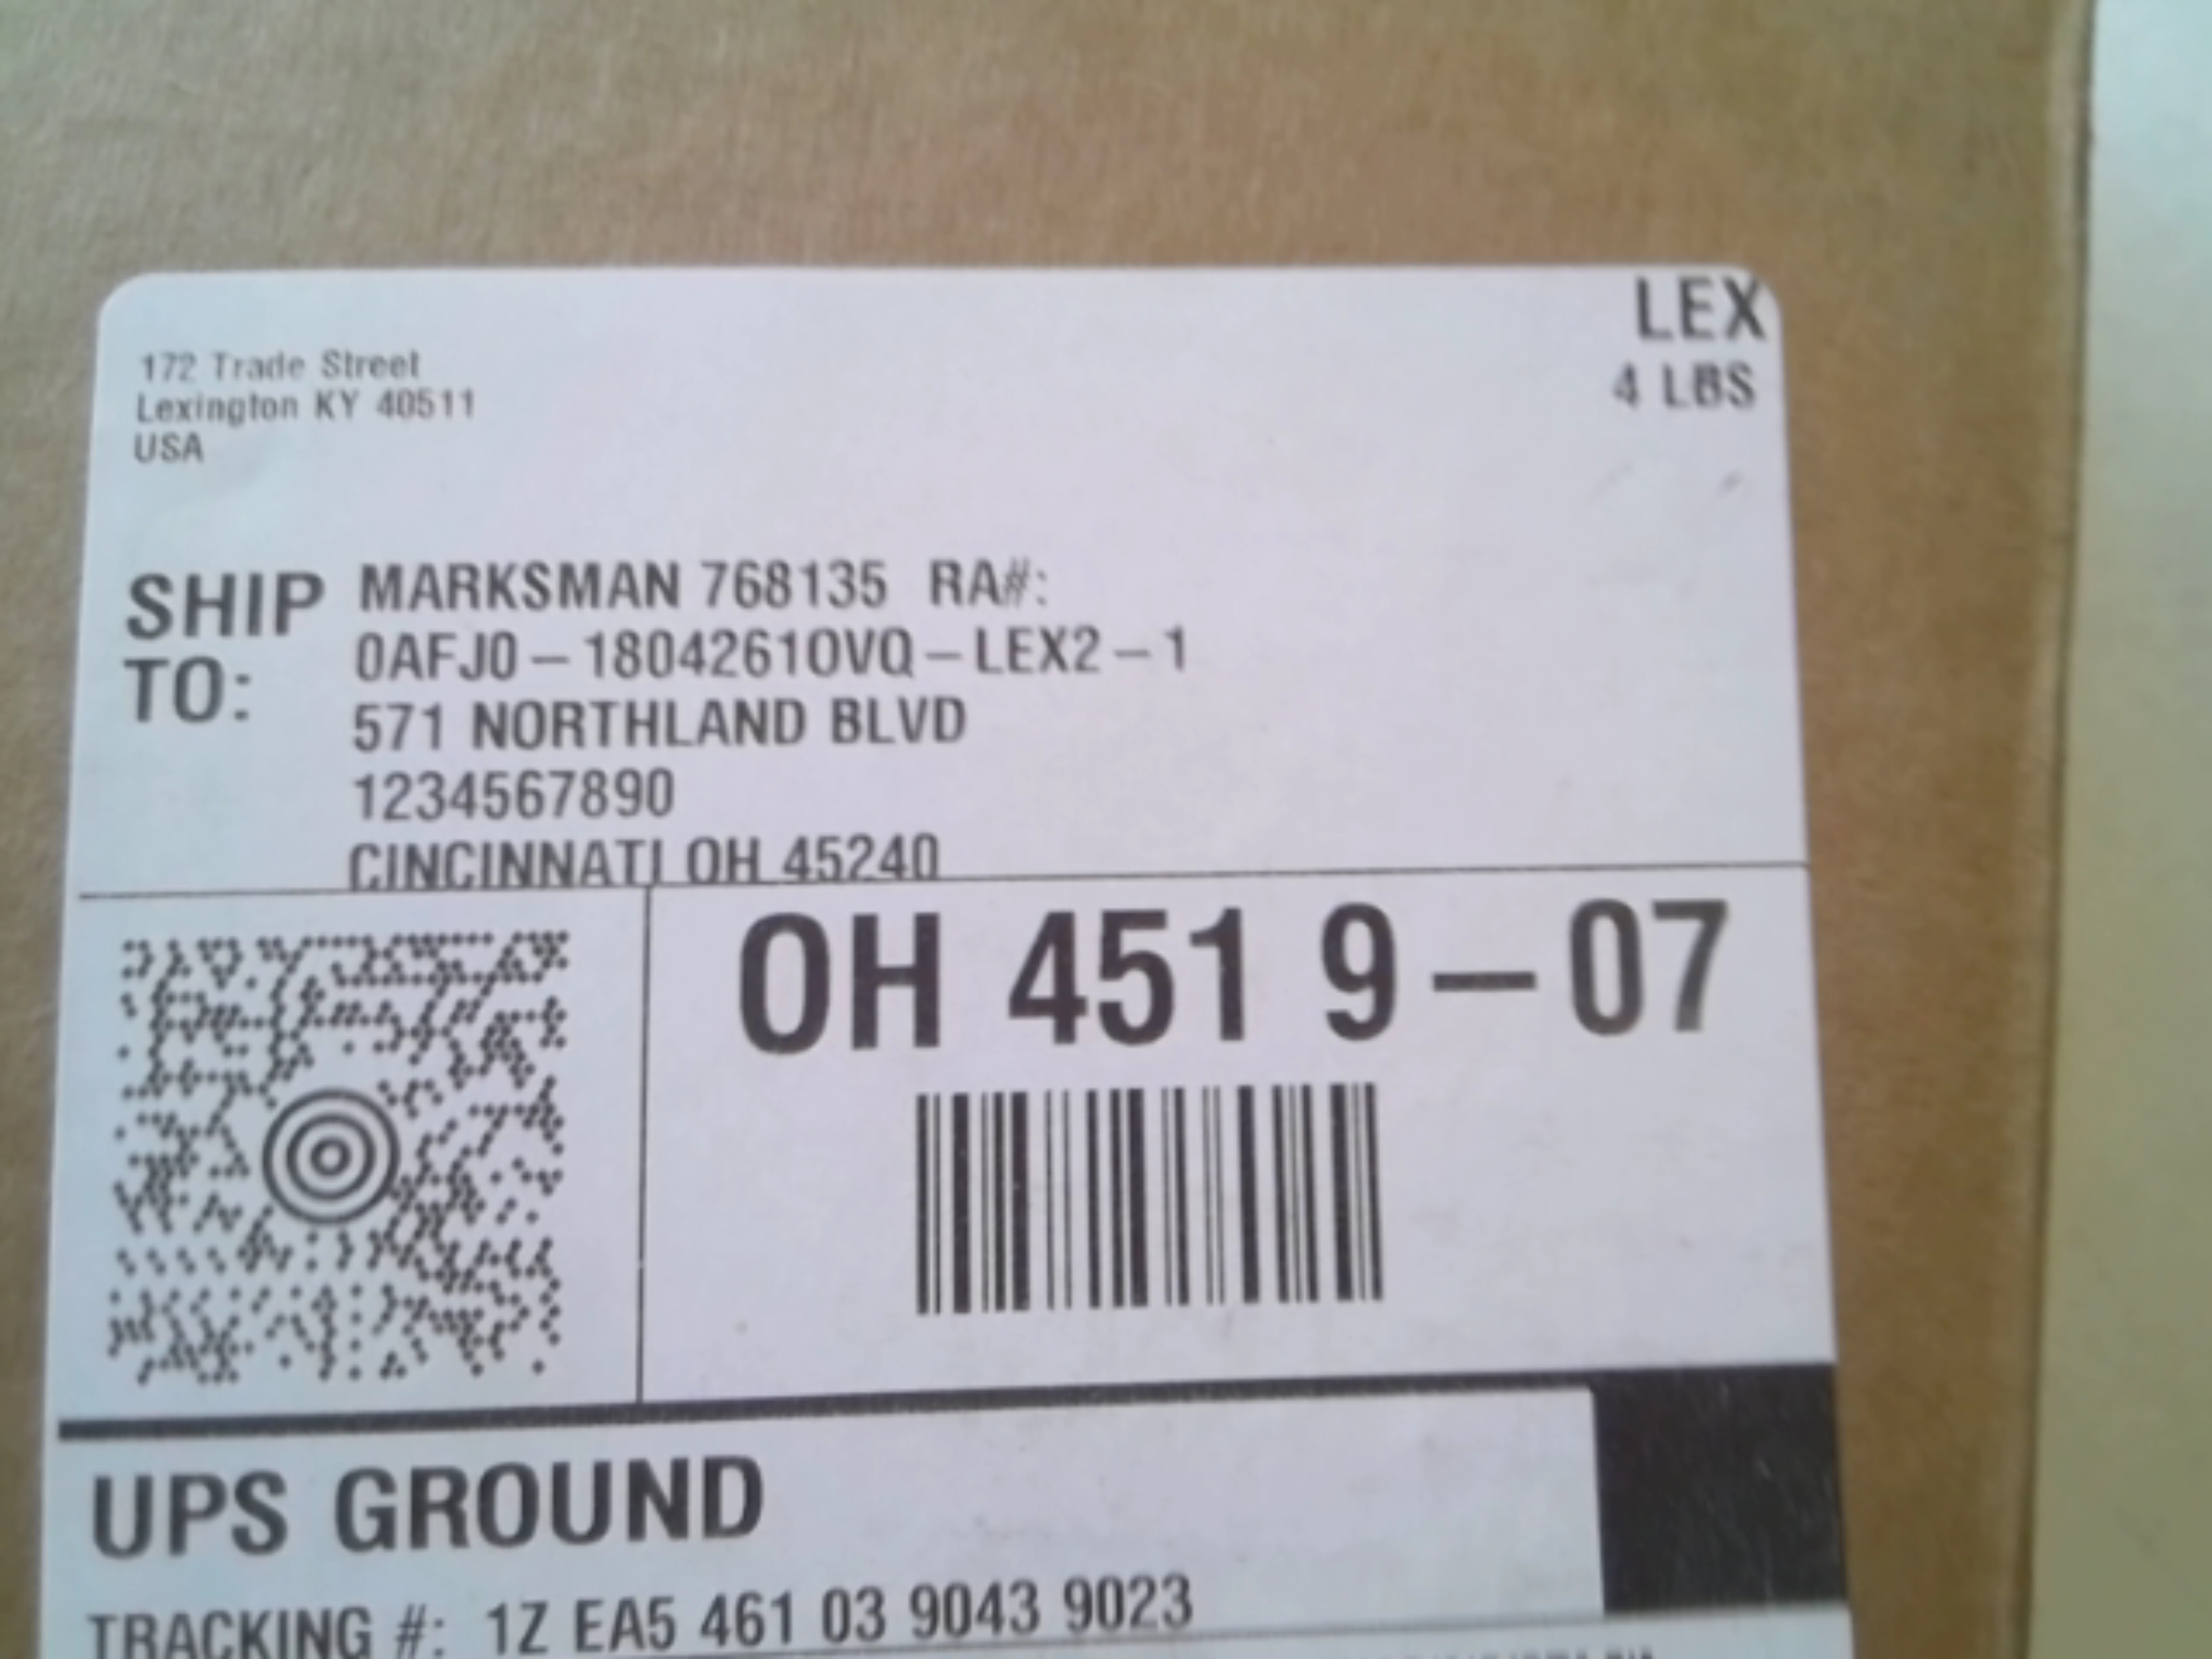 LEX
172 Trade Street
4 LBS
Lexington KY 40511
USA
SHIP TO:
MARKSMAN 768135 RA#:
0AFJ0-1804261OVQ-LEX2-1
571 NORTHLAND BLVD
1234567890
CINCINNATI OH 45240
OH 451 9-07
UPS GROUND
TRACKING #: 1Z EA5 461 03 9043 9023